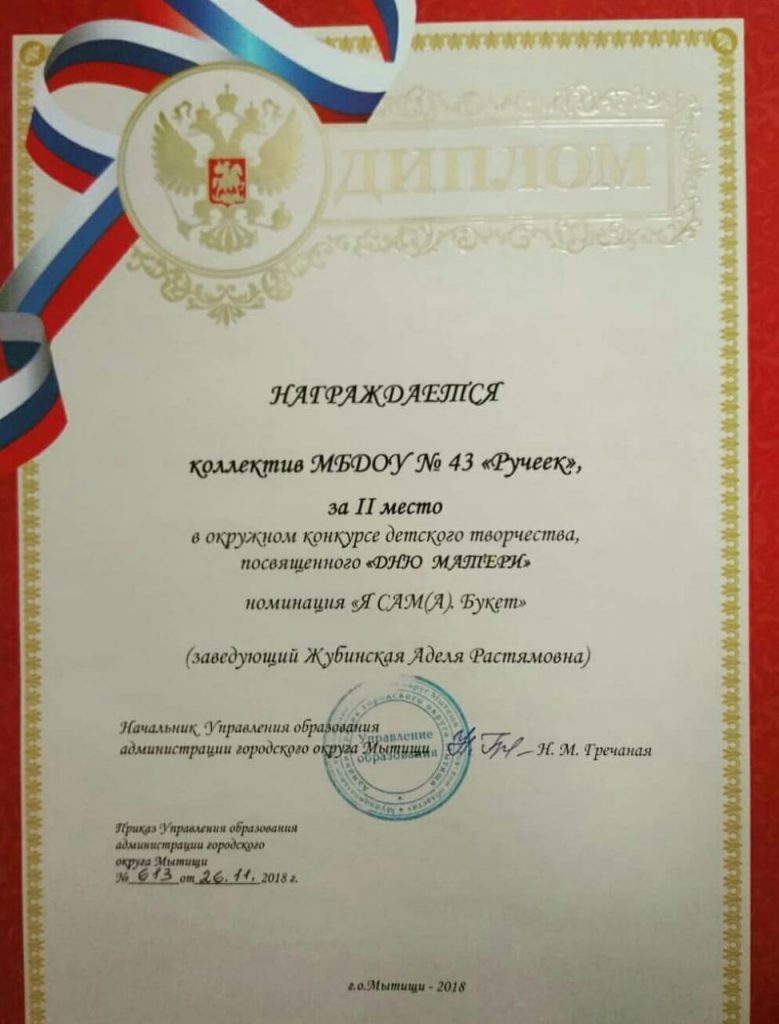 ДИПЛОМ
НАГРАЖДАЕТСЯ
коллектив МБДОУ № 43 «Ручеек»,
за II место
в окружном конкурсе детского творчества,
посвященного «ДНЮ МАТЕРИ»
номинация «Я САМ(А). Букет»
(заведующий Жубинская Аделя Растямовна)
Начальник Управления образования
администрации городского округа Мытищи
Н. М. Гречаная
Управление
образования
Приказ Управления образования
администрации городского
округа Мытищи
№ 613 от 26.11. 2018 г.
г.о.Мытищи - 2018